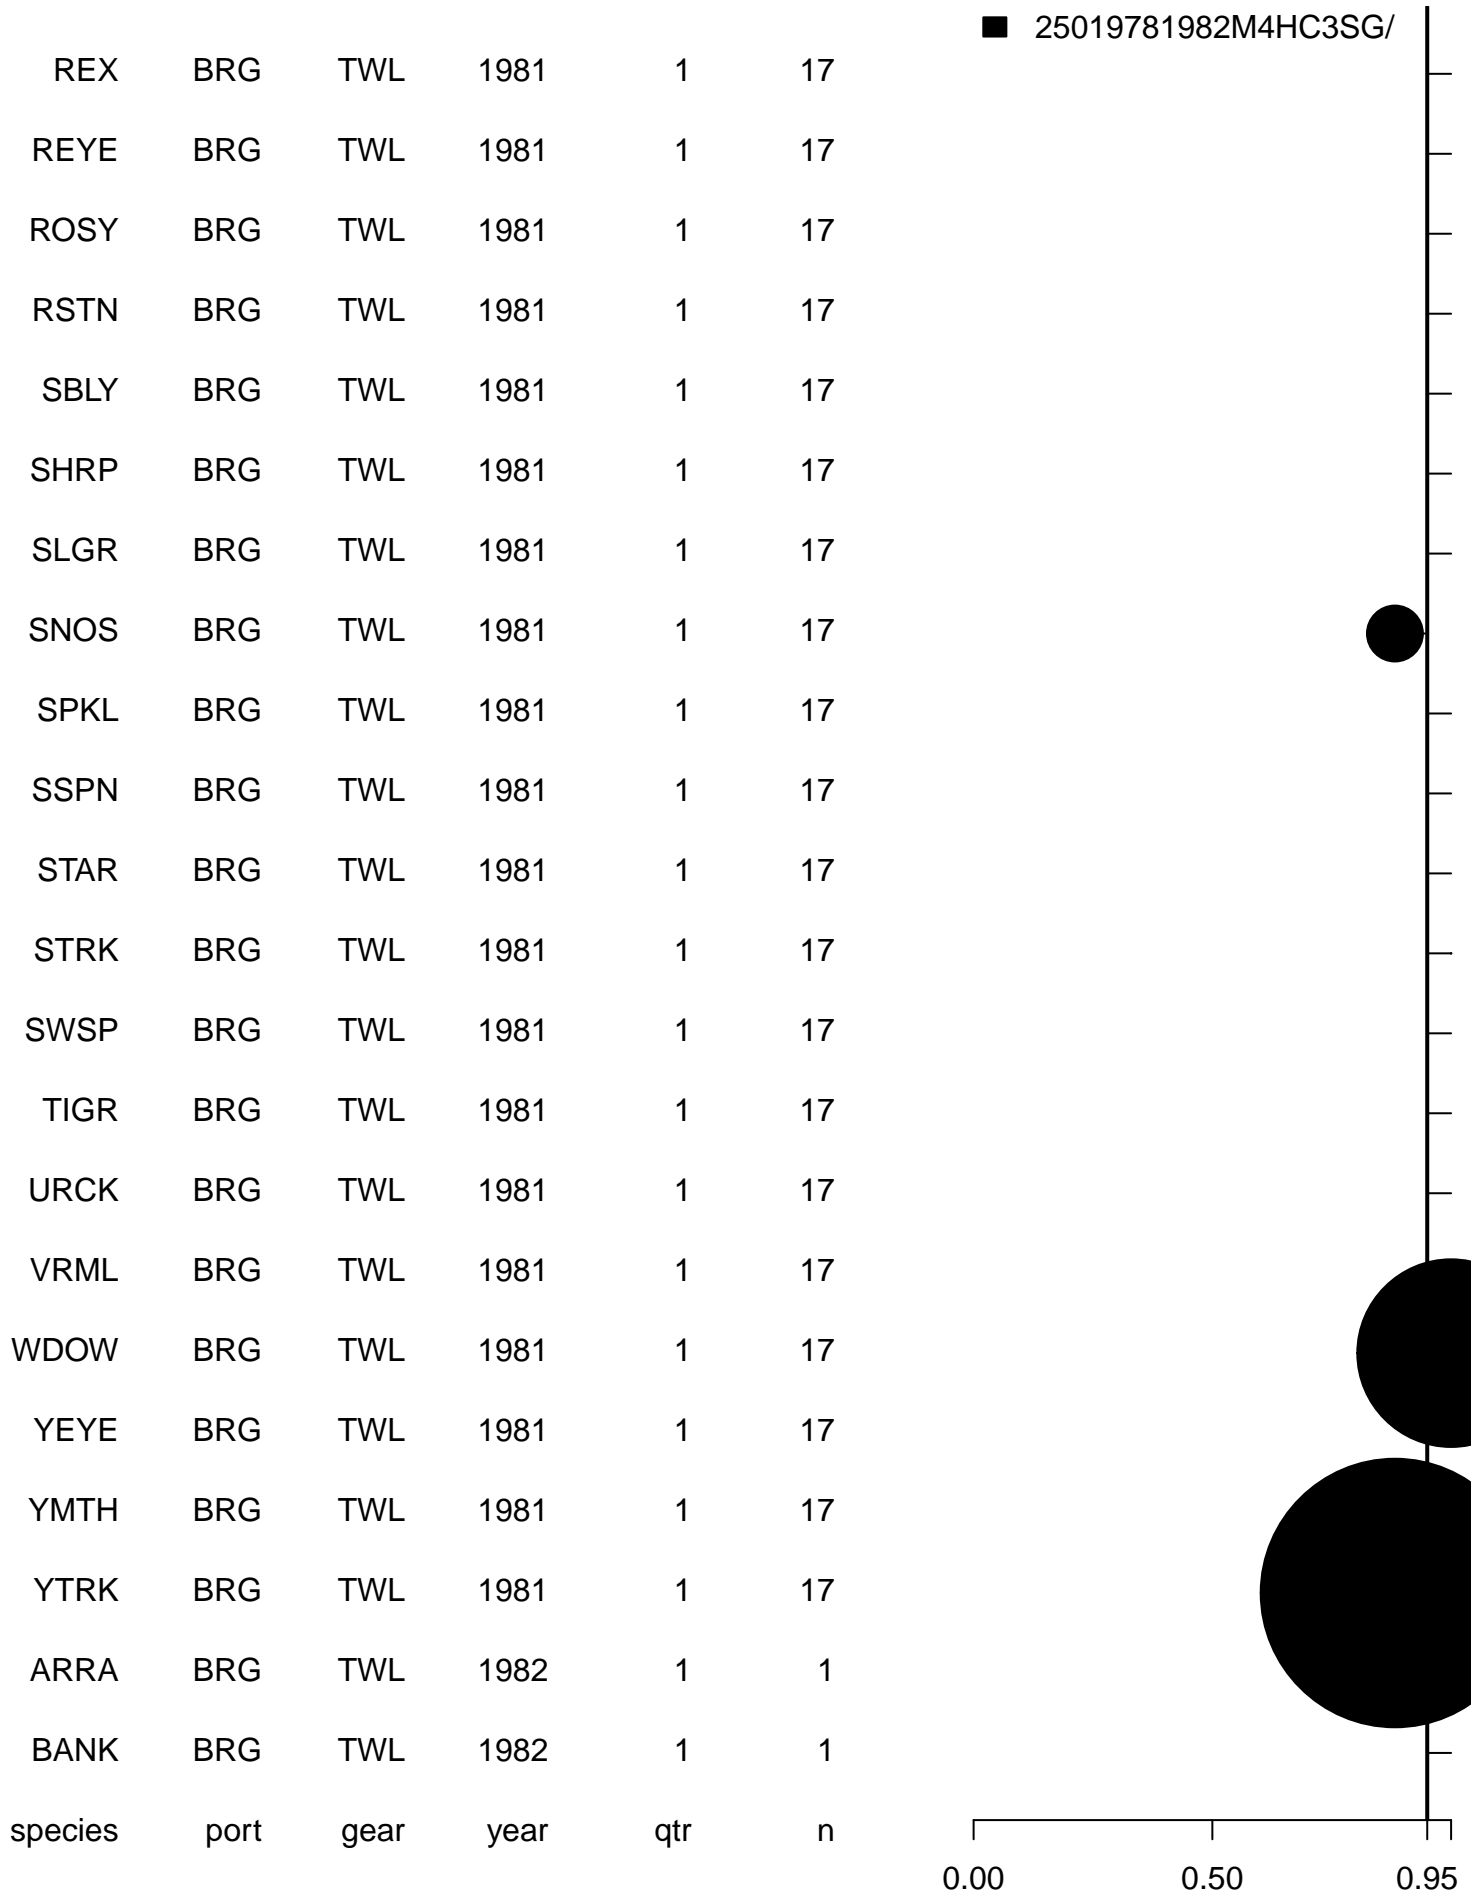 25019781982M4HC3SG/
REX BRG TWL 1981 1 17
REYE BRG TWL 1981 1 17
ROSY BRG TWL 1981 1 17
RSTN BRG TWL 1981 1 17
SBLY BRG TWL 1981 1 17
SHRP BRG TWL 1981 1 17
SLGR BRG TWL 1981 1 17
SNOS BRG TWL 1981 1 17
SPKL BRG TWL 1981 1 17
SSPN BRG TWL 1981 1 17
STAR BRG TWL 1981 1 17
STRK BRG TWL 1981 1 17
SWSP BRG TWL 1981 1 17
TIGR BRG TWL 1981 1 17
URCK BRG TWL 1981 1 17
VRML BRG TWL 1981 1 17
WDOW BRG TWL 1981 1 17
YEYE BRG TWL 1981 1 17
YMTH BRG TWL 1981 1 17
YTRK BRG TWL 1981 1 17
ARRA BRG TWL 1982 1 1
BANK BRG TWL 1982 1 1
species port gear year qtr n
0.00 0.50 0.95